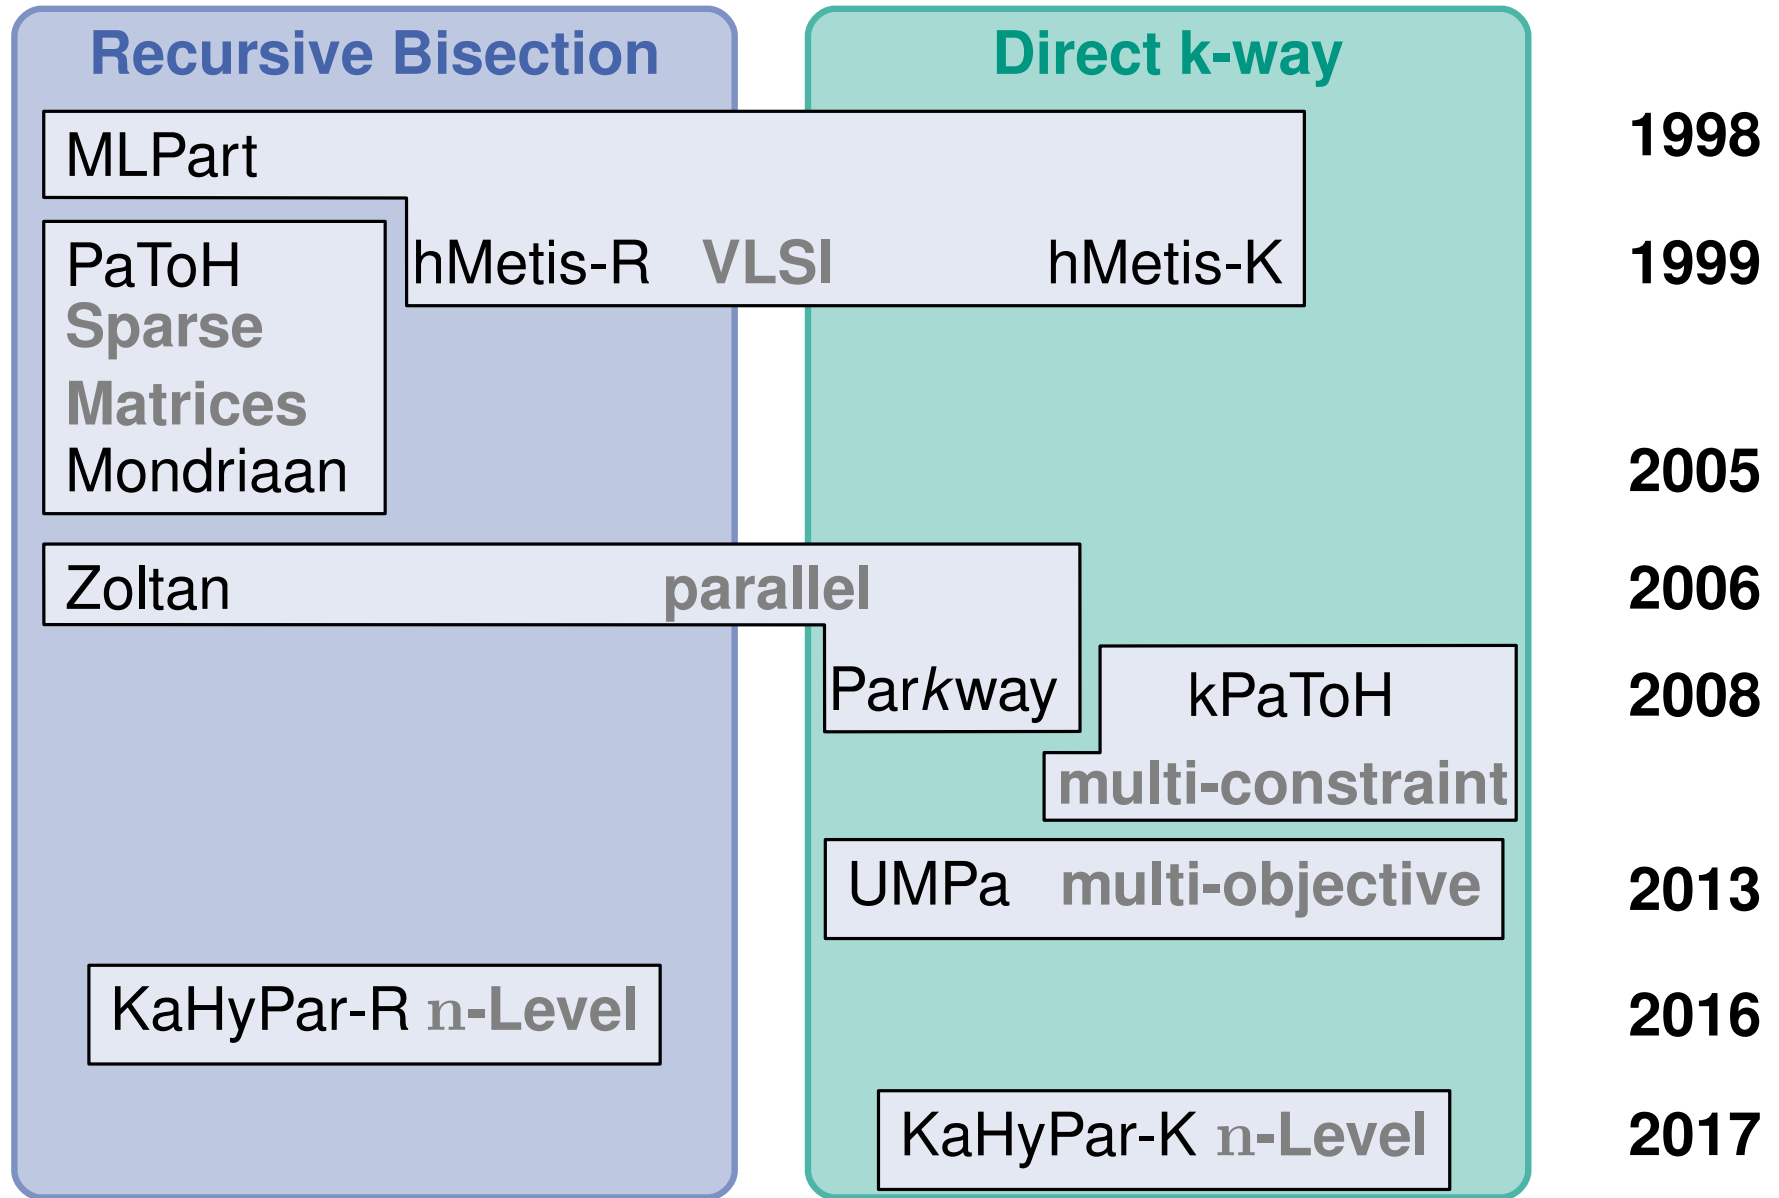 Recursive Bisection Direct k-way
MLPart 1998
PaToH hMetis-R VLSI hMetis-K 1999
Sparse
Matrices
Mondriaan 2005
Zoltan parallel 2006
Parkway kPaToH 2008
multi-constraint
UMPa multi-objective 2013
KaHyPar-R n-Level 2016
KaHyPar-K n-Level 2017